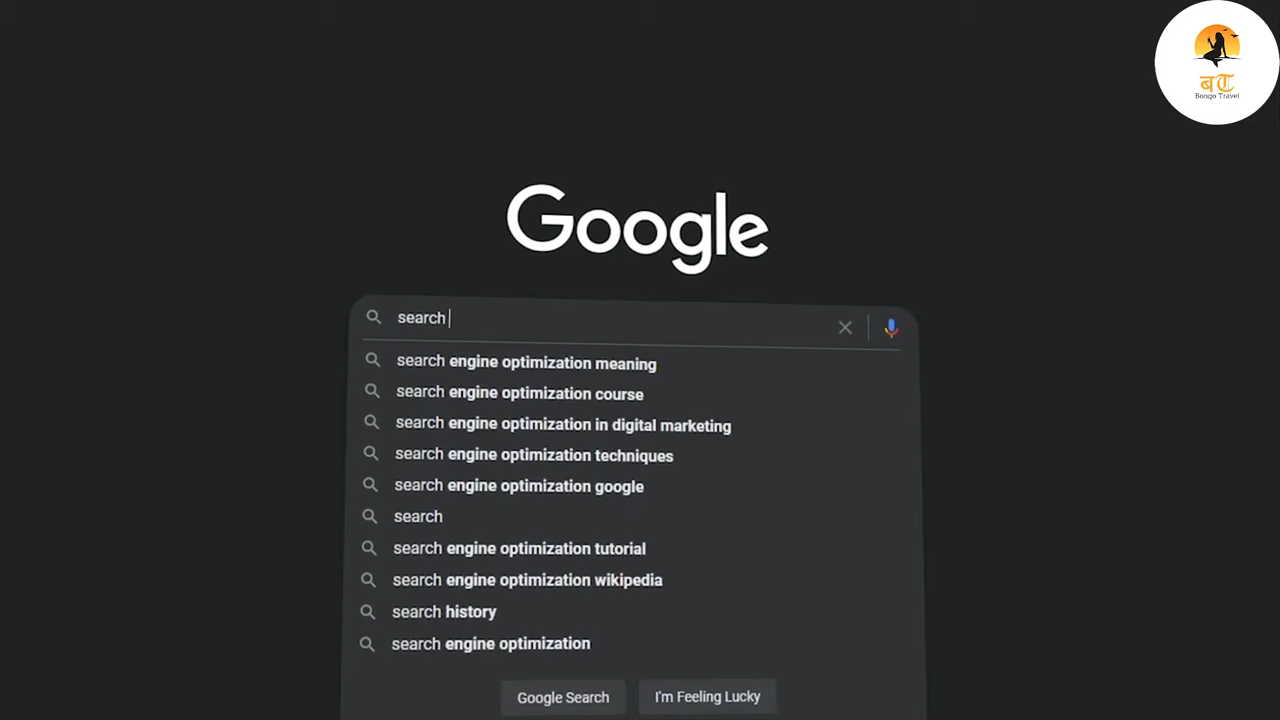 ब T
Bongo Travel
Google
search
search engine optimization meaning
search engine optimization course
search engine optimization in digital marketing
search engine optimization techniques
search engine optimization google
search
search engine optimization tutorial
search engine optimization wikipedia
search history
search engine optimization
Google Search
I'm Feeling Lucky